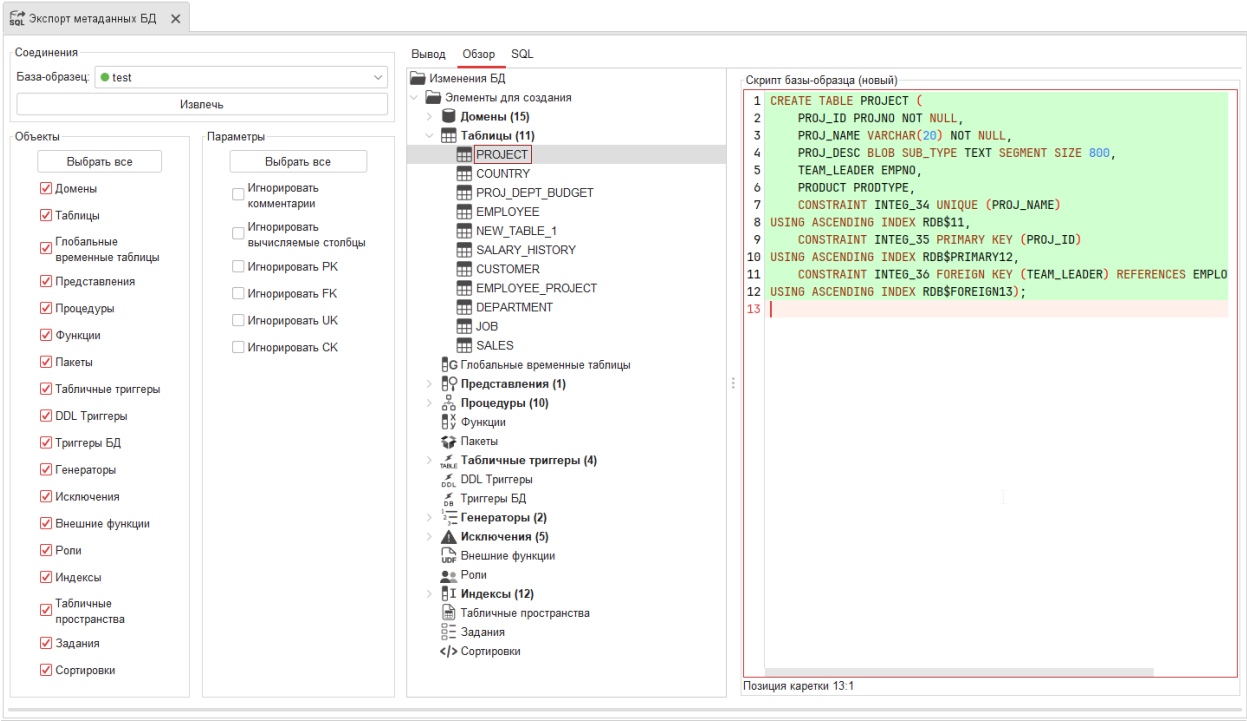 Экспорт метаданных БД
Соединения
База-образец:
test
Извлечь
Объекты
Выбрать все
Домены
Таблицы
Глобальные
временные таблицы
Представления
Процедуры
Функции
Пакеты
Табличные триггеры
DDL Триггеры
Триггеры БД
Генераторы
Исключения
Внешние функции
Роли
Индексы
Табличные
пространства
Задания
Сортировки
Параметры
Выбрать все
Игнорировать
комментарии
Игнорировать
вычисляемые столбцы
Игнорировать PK
Игнорировать FK
Игнорировать UK
Игнорировать CK
Вывод Обзор SQL
Изменения БД
Элементы для создания
Домены (15)
Таблицы (11)
PROJECT
COUNTRY
PROJ_DEPT_BUDGET
EMPLOYEE
NEW_TABLE_1
SALARY_HISTORY
CUSTOMER
EMPLOYEE_PROJECT
DEPARTMENT
JOB
SALES
Глобальные временные таблицы
Представления (1)
Процедуры (10)
Функции
Пакеты
Табличные триггеры (4)
DDL Триггеры
Триггеры БД
Генераторы (2)
Исключения (5)
Внешние функции
Роли
Индексы (12)
Табличные пространства
Задания
Сортировки
Скрипт базы-образца (новый)
1 CREATE TABLE PROJECT (
2 PROJ_ID PROJNO NOT NULL,
3 PROJ_NAME VARCHAR(20) NOT NULL,
4 PROJ_DESC BLOB SUB_TYPE TEXT SEGMENT SIZE 800,
5 TEAM_LEADER EMPNO,
6 PRODUCT PRODTYPE,
7 CONSTRAINT INTEG_34 UNIQUE (PROJ_NAME)
8 USING ASCENDING INDEX RDB$11,
9 CONSTRAINT INTEG_35 PRIMARY KEY (PROJ_ID)
10 USING ASCENDING INDEX RDB$PRIMARY12,
11 CONSTRAINT INTEG_36 FOREIGN KEY (TEAM_LEADER) REFERENCES EMPLO
12 USING ASCENDING INDEX RDB$FOREIGN13);
13
Позиция каретки 13:1